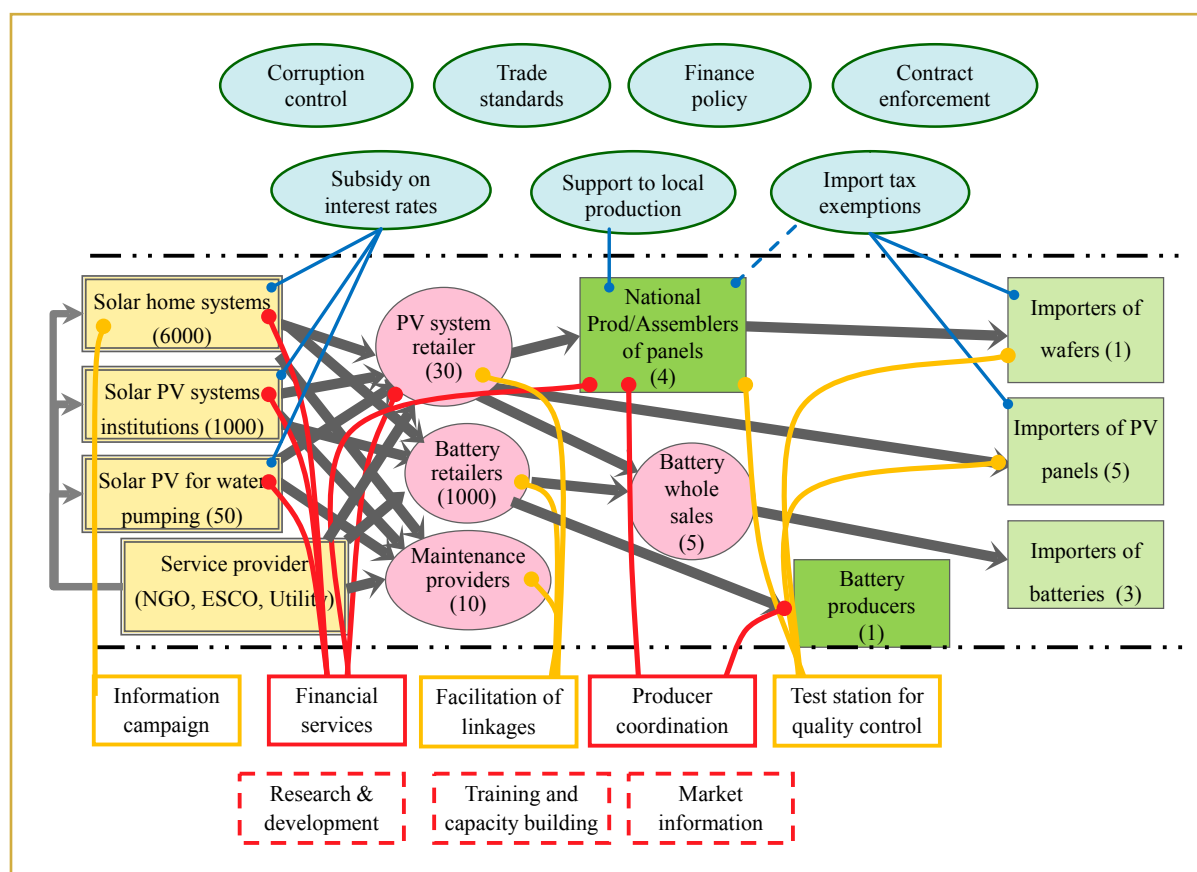 Corruption
control
Trade
standards
Finance
policy
Contract
enforcement
Subsidy on
interest rates
Support to local
production
Import tax
exemptions
Solar home systems
(6000)
Solar PV systems
institutions (1000)
Solar PV for water
pumping (50)
Service provider
(NGO, ESCO, Utility)
PV system
retailer
(30)
Battery
retailers
(1000)
Maintenance
providers
(10)
National
Prod/Assemblers
of panels
(4)
Battery
whole
sales
(5)
Battery
producers
(1)
Importers of
wafers (1)
Importers of PV
panels (5)
Importers of
batteries (3)
Information
campaign
Financial
services
Facilitation of
linkages
Producer
coordination
Test station for
quality control
Research &
development
Training and
capacity building
Market
information